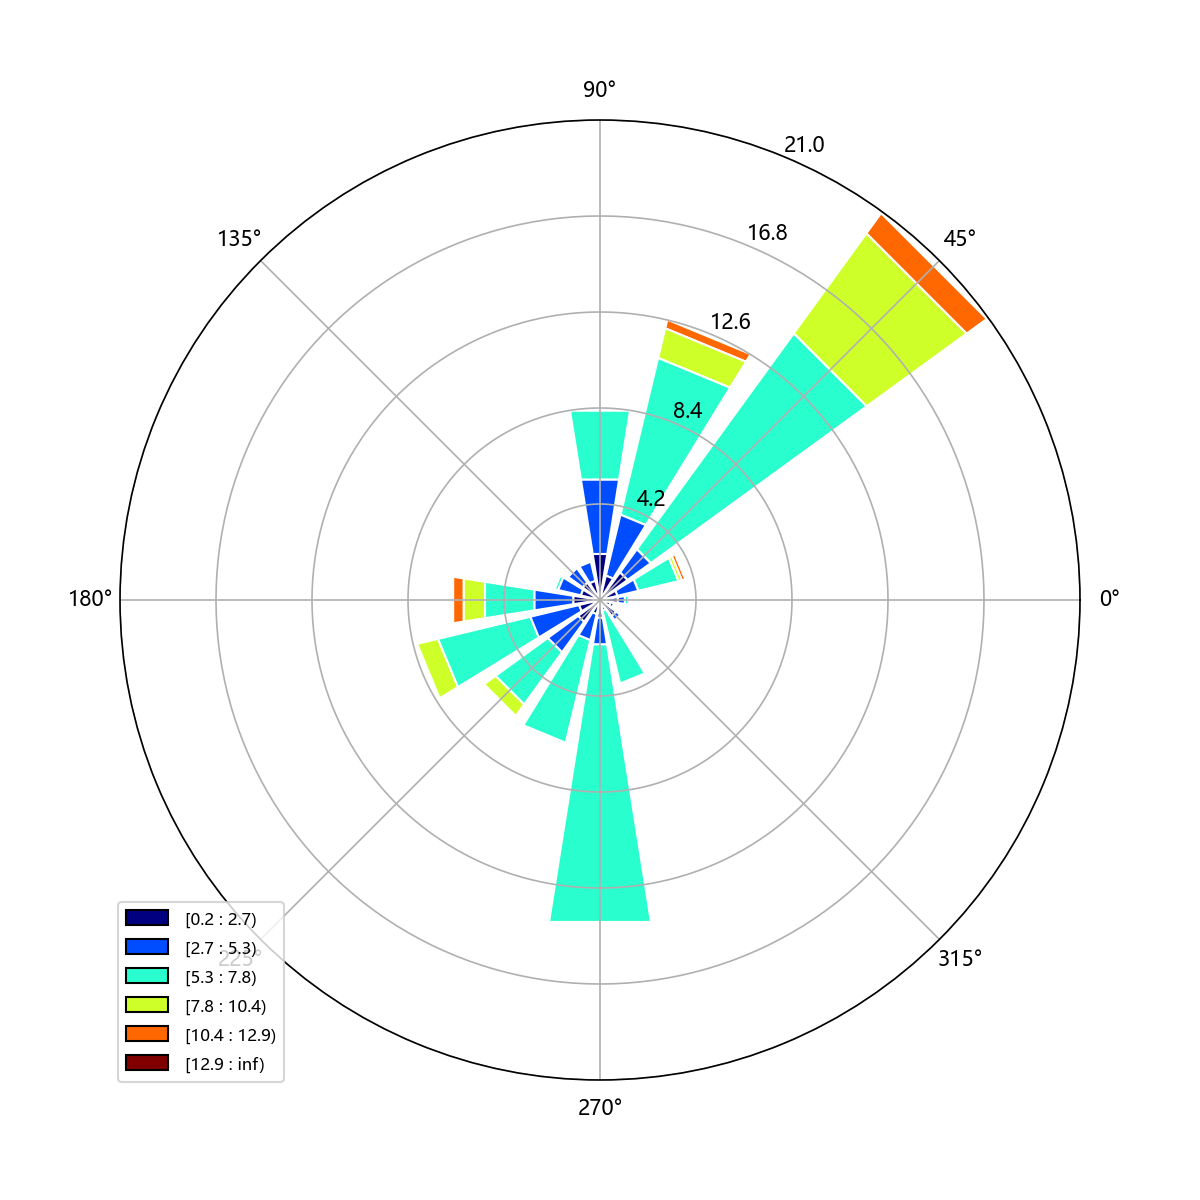 90°
21.0
135°
16.8
45°
12.6
8.4
4.2
180°
0°
[0.2 : 2.7)
[2.7 : 5.3)
225°
[5.3 : 7.8)
315°
[7.8 : 10.4)
[10.4 : 12.9)
[12.9 : inf)
270°